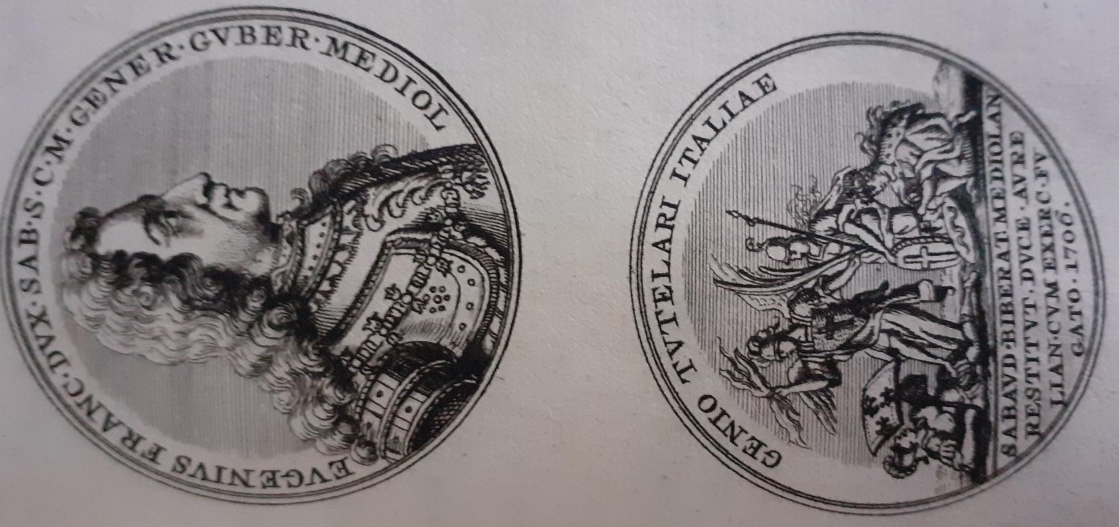 EVGENIVS FRANC·DVX·SAB·S·C·M·GENER·GVBER·MEDIOL
GENIO TVTELARI ITALIAE
SABAVD·BIBERAT·MEDIOLAN
RESTITVT·DVCE·AVRE
LIAN·CVM EXERC·FV
GATO·1706.